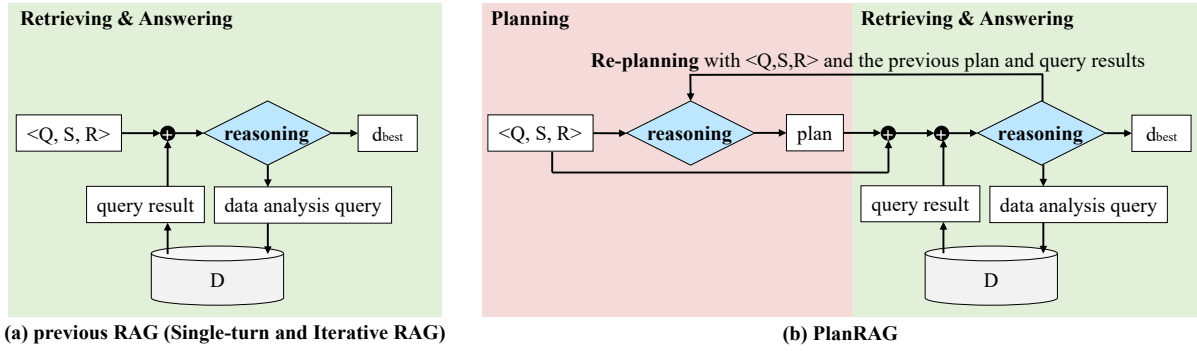 Retrieving & Answering
<Q, S, R>
+
reasoning
dbest
query result
data analysis query
D
(a) previous RAG (Single-turn and Iterative RAG)
Planning
Retrieving & Answering
Re-planning with <Q,S,R> and the previous plan and query results
<Q, S, R>
reasoning
plan
+
+
reasoning
dbest
query result
data analysis query
D
(b) PlanRAG